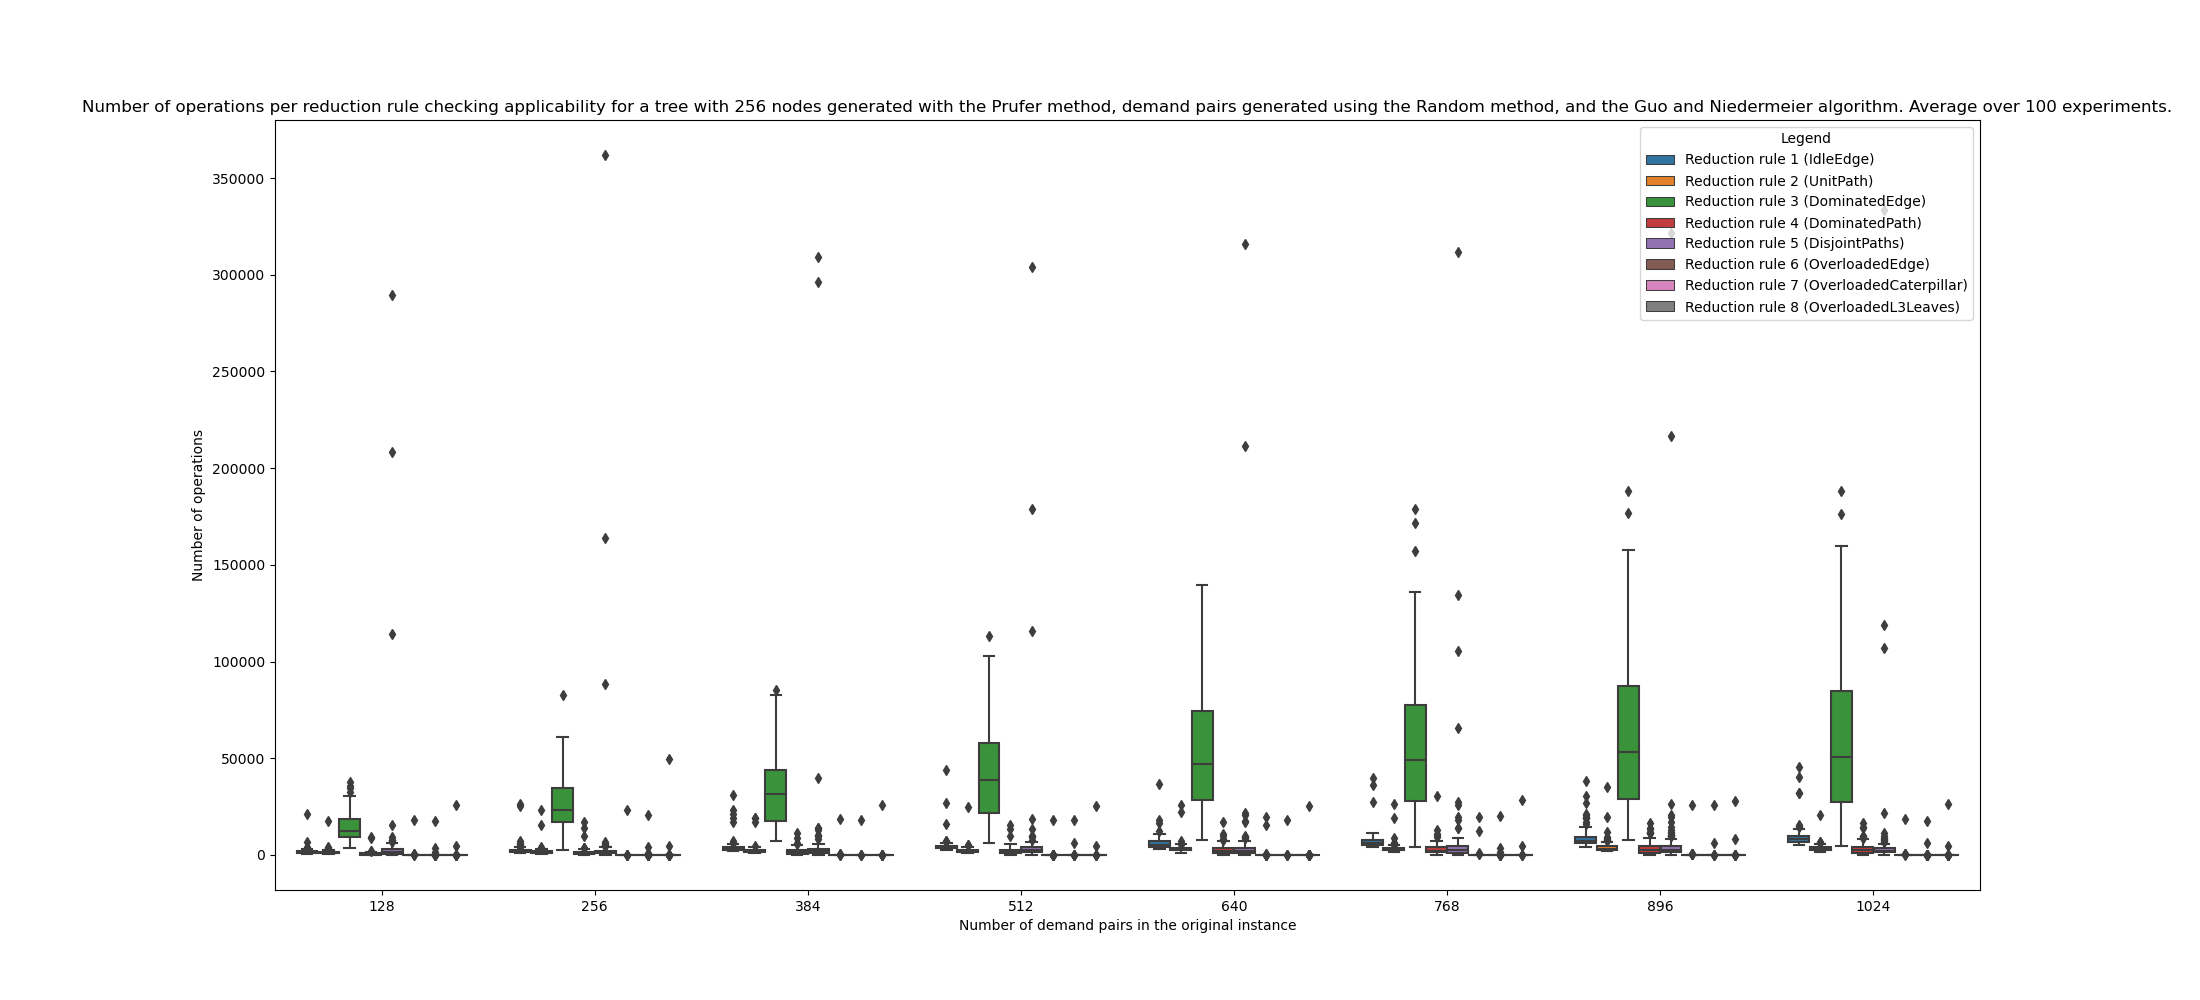 Number of operations per reduction rule checking applicability for a tree with 256 nodes generated with the Prufer method, demand pairs generated using the Random method, and the Guo and Niedermeier algorithm. Average over 100 experiments.
Legend
Reduction rule 1 (IdleEdge)
Reduction rule 2 (UnitPath)
Reduction rule 3 (DominatedEdge)
Reduction rule 4 (DominatedPath)
Reduction rule 5 (DisjointPaths)
Reduction rule 6 (OverloadedEdge)
Reduction rule 7 (OverloadedCaterpillar)
Reduction rule 8 (OverloadedL3Leaves)
Number of operations
350000
300000
250000
200000
150000
100000
50000
0
128 256 384 512 640 768 896 1024
Number of demand pairs in the original instance